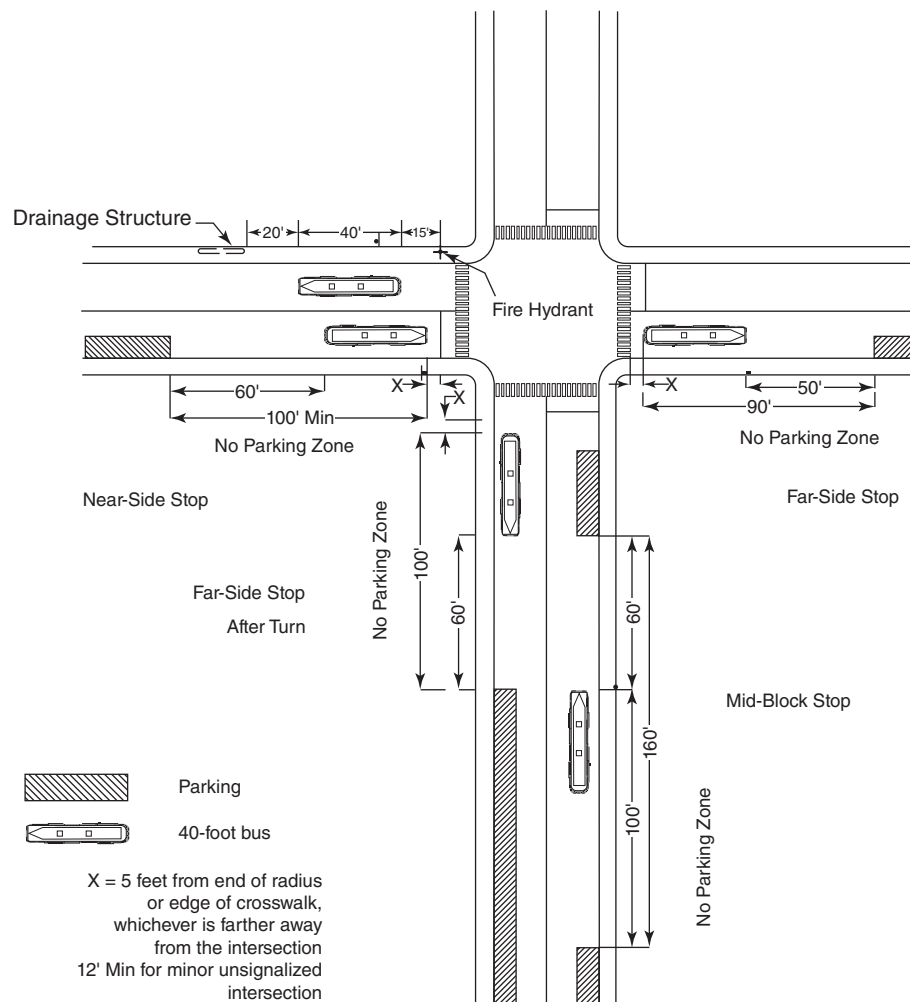 Drainage Structure
20'
40'
15'
Fire Hydrant
X
X
X
60'
100' Min
No Parking Zone
50'
90'
No Parking Zone
Near-Side Stop
Far-Side Stop
100'
No Parking Zone
60'
60'
160'
Far-Side Stop
After Turn
Mid-Block Stop
100'
No Parking Zone
Parking
40-foot bus
X = 5 feet from end of radius
or edge of crosswalk,
whichever is farther away
from the intersection
12' Min for minor unsignalized
intersection